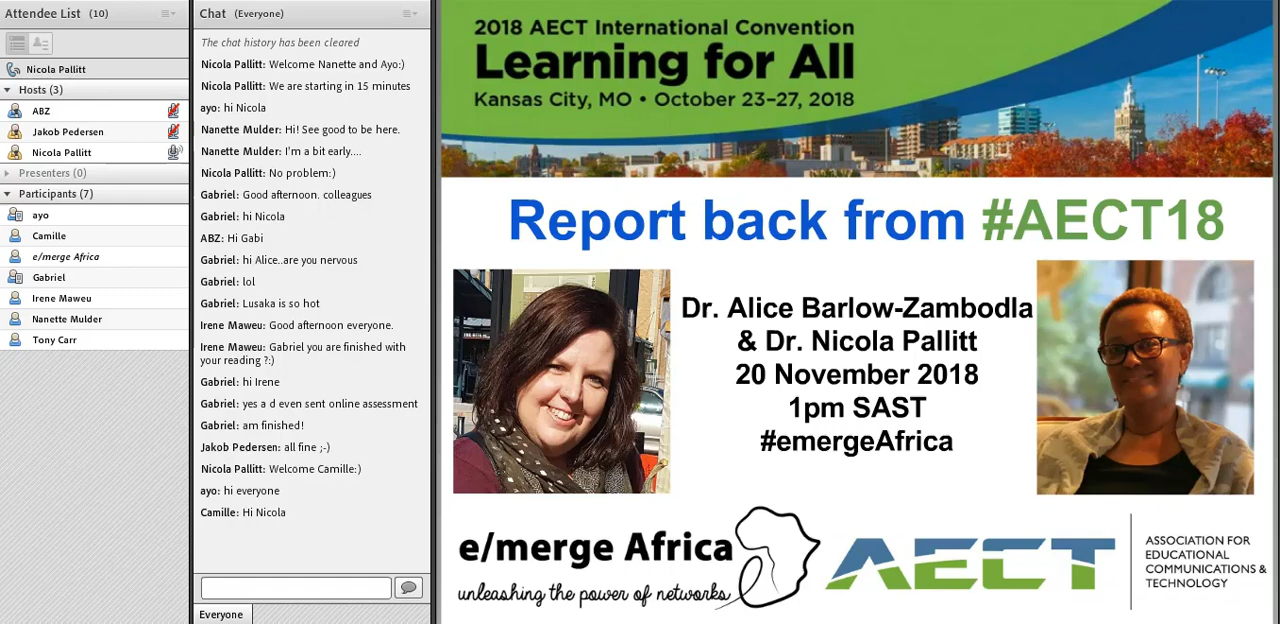 Attendee List (10)
Nicola Pallitt
Hosts (3)
ABZ
Jakob Pedersen
Nicola Pallitt
Presenters (0)
Participants (7)
ayo
Camille
e/merge Africa
Gabriel
Irene Maweu
Nanette Mulder
Tony Carr
Chat (Everyone)
The chat history has been cleared
Nicola Pallitt: Welcome Nanette and Ayo:)
Nicola Pallitt: We are starting in 15 minutes
ayo: hi Nicola
Nanette Mulder: Hi! See good to be here.
Nanette Mulder: I'm a bit early....
Nicola Pallitt: No problem:)
Gabriel: Good afternoon. colleagues
Gabriel: hi Nicola
ABZ: Hi Gabi
Gabriel: hi Alice..are you nervous
Gabriel: lol
Gabriel: Lusaka is so hot
Irene Maweu: Good afternoon everyone.
Irene Maweu: Gabriel you are finished with
your reading ?:)
Gabriel: hi Irene
Gabriel: yes a d even sent online assessment
Gabriel: am finished!
Jakob Pedersen: all fine ;-)
Nicola Pallitt: Welcome Camille:)
ayo: hi everyone
Camille: Hi Nicola
Everyone
2018 AECT International Convention
Learning for All
Kansas City, MO • October 23–27, 2018
Report back from #AECT18
Dr. Alice Barlow-Zambodla
& Dr. Nicola Pallitt
20 November 2018
1pm SAST
#emergeAfrica
e/merge Africa
unleashing the power of networks
AECT
ASSOCIATION FOR
EDUCATIONAL
COMMUNICATIONS &
TECHNOLOGY